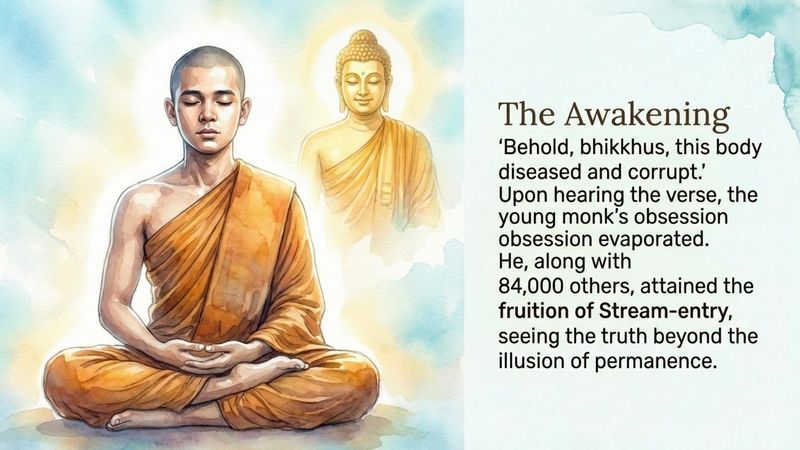 The Awakening
‘Behold, bhikkhus, this body
diseased and corrupt.’
Upon hearing the verse, the
young monk’s obsession
obsession evaporated.
He, along with
84,000 others, attained the
fruition of Stream-entry,
seeing the truth beyond the
illusion of permanence.